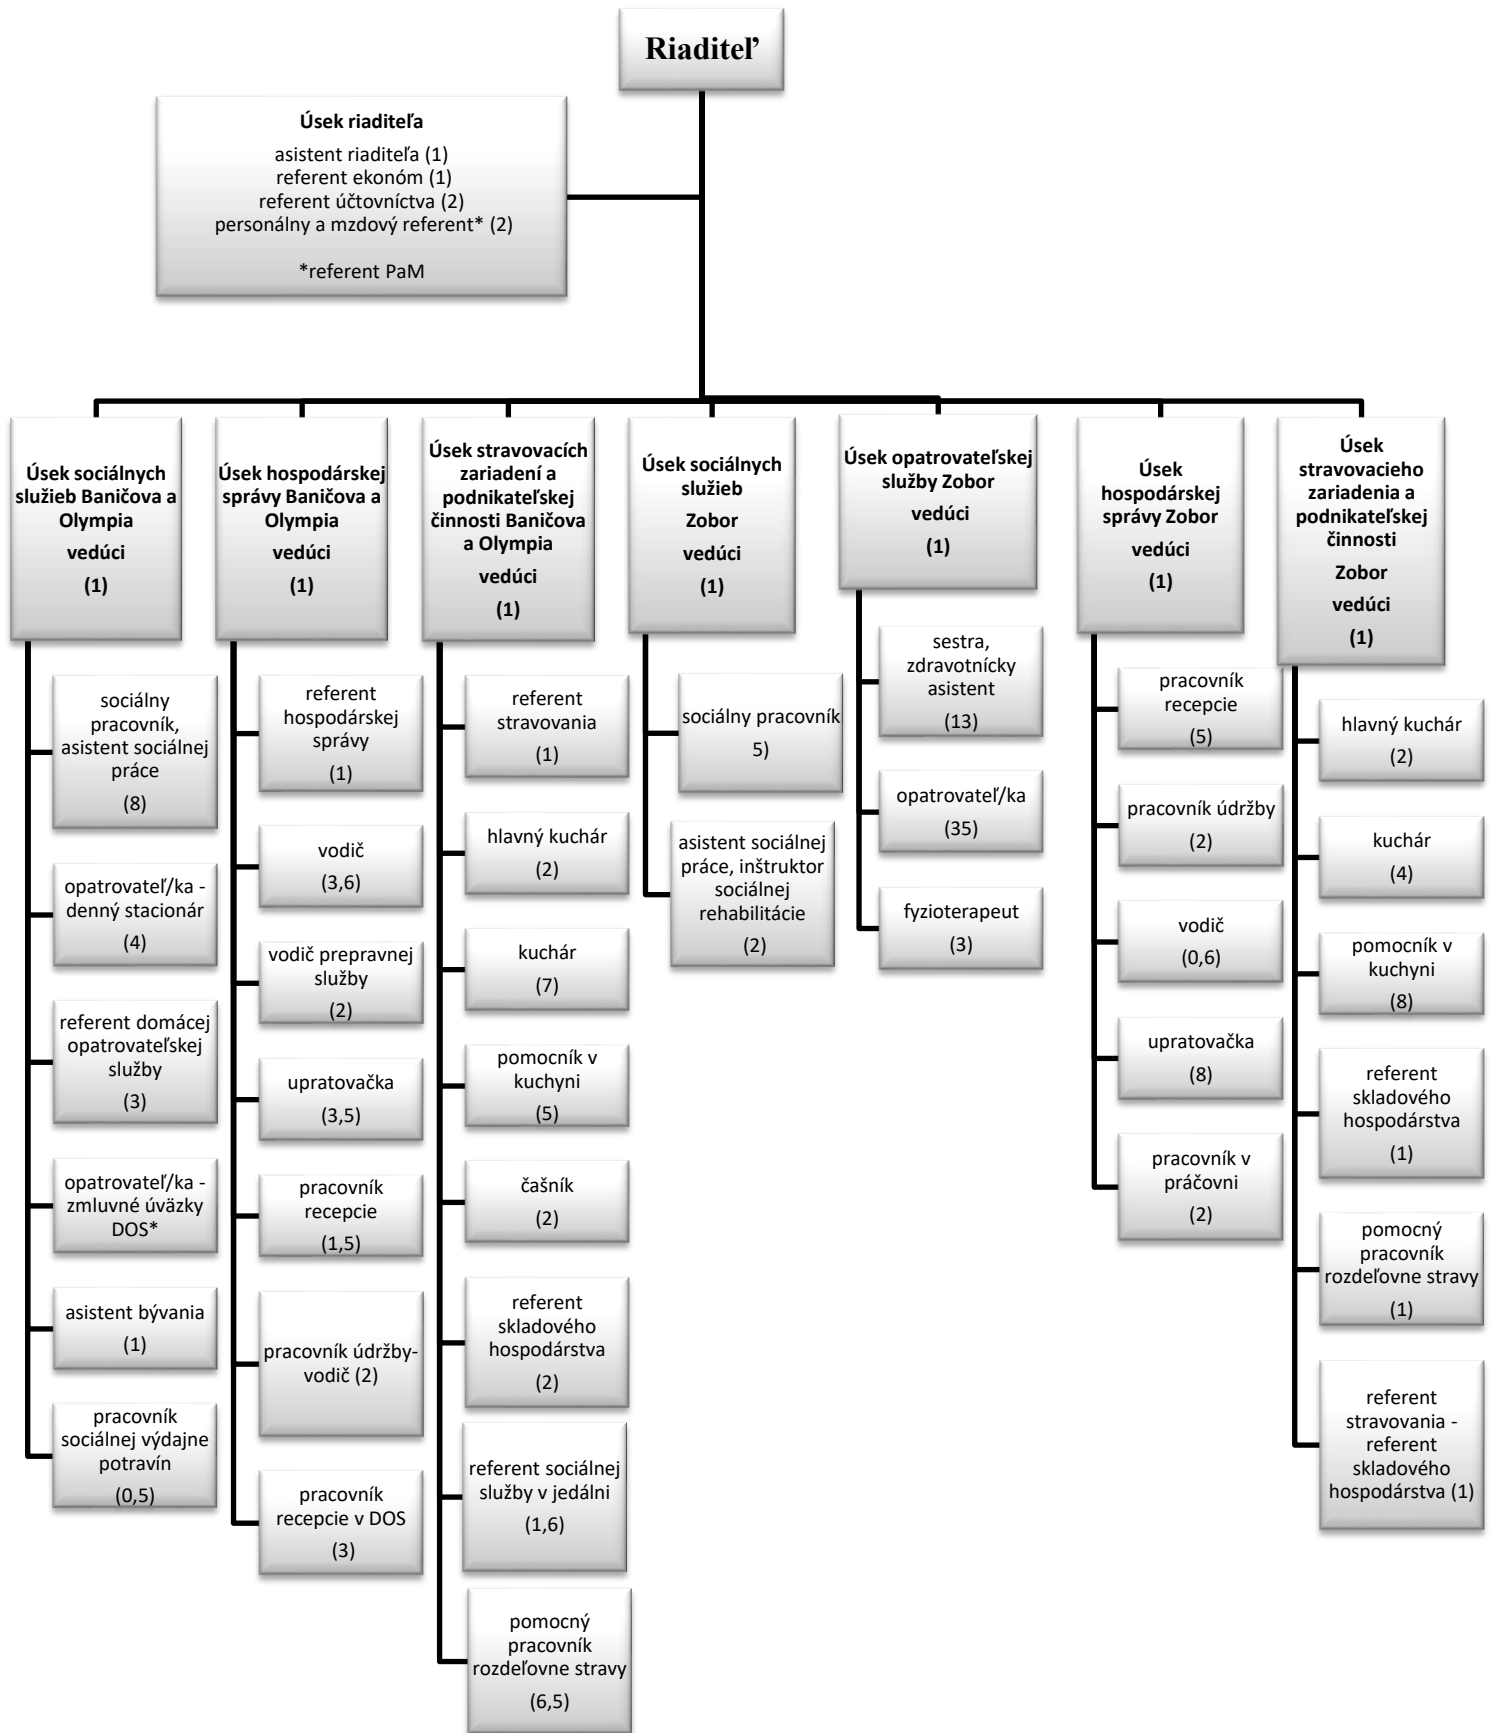 Riaditeľ
Úsek riaditeľa
asistent riaditeľa (1)
referent ekonóm (1)
referent účtovníctva (2)
personálny a mzdový referent* (2)
*referent PaM
Úsek sociálnych
služieb Baničova a
Olympia
vedúci
(1)
sociálny
pracovník,
asistent sociálnej
práce
(8)
opatrovateľ/ka -
denný stacionár
(4)
referent domácej
opatrovateľskej
služby
(3)
opatrovateľ/ka -
zmluvné úväzky
DOS*
asistent bývania
(1)
pracovník
sociálnej výdajne
potravín
(0,5)
Úsek hospodárskej
správy Baničova a
Olympia
vedúci
(1)
referent
hospodárskej
správy
(1)
vodič
(3,6)
vodič prepravnej
služby
(2)
upratovačka
(3,5)
pracovník
recepcie
(1,5)
pracovník údržby-
vodič (2)
pracovník
recepcie v DOS
(3)
Úsek stravovacích
zariadení a
podnikateľskej
činnosti Baničova
a Olympia
vedúci
(1)
referent
stravovania
(1)
hlavný kuchár
(2)
kuchár
(7)
pomocník v
kuchyni
(5)
čašník
(2)
referent
skladového
hospodárstva
(2)
referent sociálnej
služby v jedálni
(1,6)
pomocný
pracovník
rozdeľovne stravy
(6,5)
Úsek sociálnych
služieb
Zobor
vedúci
(1)
sociálny pracovník
5)
asistent sociálnej
práce, inštruktor
sociálnej
rehabilitácie
(2)
Úsek opatrovateľskej
služby Zobor
vedúci
(1)
sestra,
zdravotnícky
asistent
(13)
opatrovateľ/ka
(35)
fyzioterapeut
(3)
Úsek
hospodárskej
správy Zobor
vedúci
(1)
pracovník
recepcie
(5)
pracovník údržby
(2)
vodič
(0,6)
upratovačka
(8)
pracovník v
práčovni
(2)
Úsek
stravovacieho
zariadenia a
podnikateľskej
činnosti
Zobor
vedúci
(1)
hlavný kuchár
(2)
kuchár
(4)
pomocník v
kuchyni
(8)
referent
skladového
hospodárstva
(1)
pomocný
pracovník
rozdeľovne stravy
(1)
referent
stravovania -
referent
skladového
hospodárstva (1)